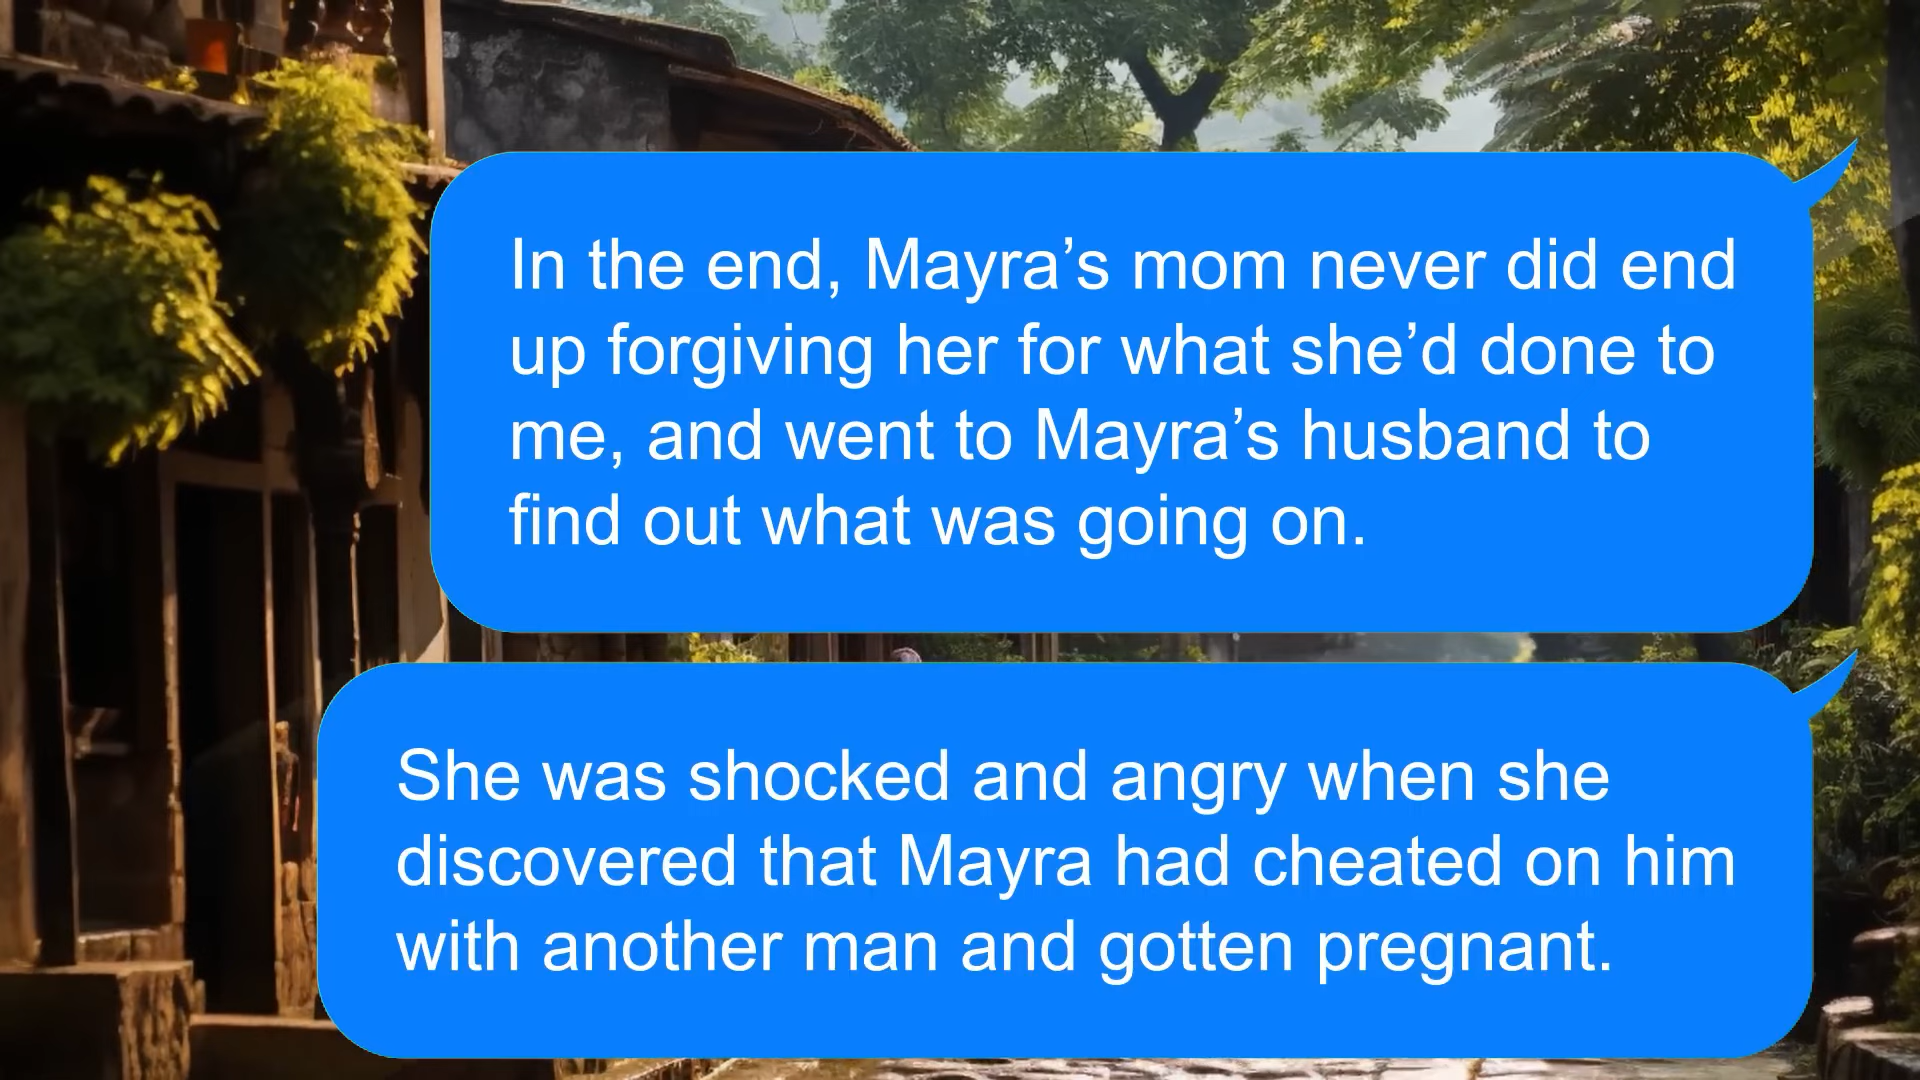 In the end, Mayra’s mom never did end
up forgiving her for what she’d done to
me, and went to Mayra’s husband to
find out what was going on.
She was shocked and angry when she
discovered that Mayra had cheated on him
with another man and gotten pregnant.